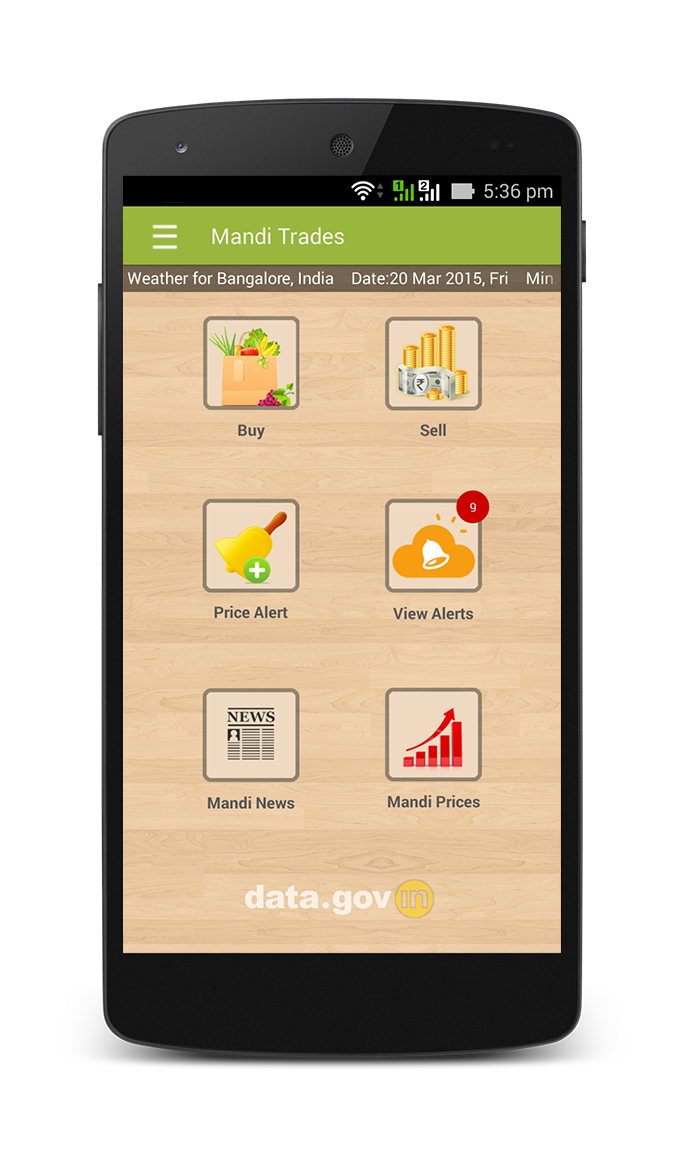 1 2 5:36 pm
Mandi Trades
Weather for Bangalore, India Date:20 Mar 2015, Fri Min
Buy Sell
9
Price Alert View Alerts
NEWS
Mandi News Mandi Prices
data.gov in